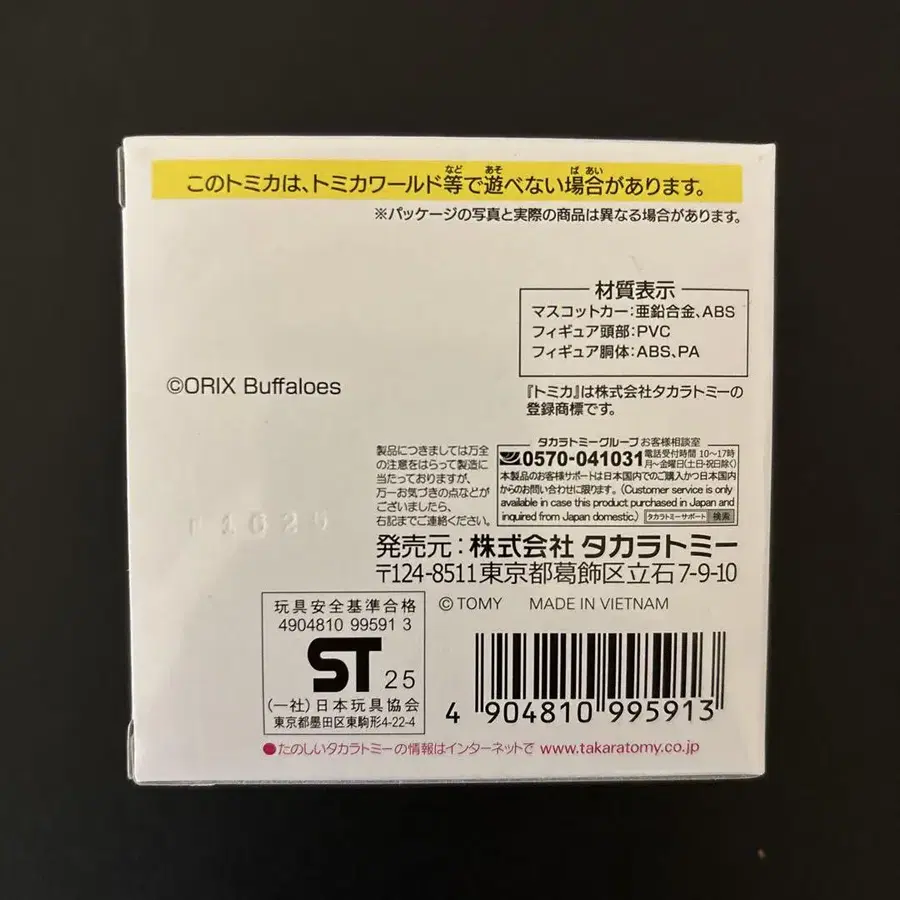 このトミカは、トミカワールド等で遊べない場合があります。
※パッケージの写真と実際の商品は異なる場合があります。
材質表示
マスコットカー:亜鉛合金、ABS
フィギュア頭部:PVC
フィギュア胴体:ABS、PA
©ORIX Buffaloes
『トミカ』は株式会社タカラトミーの
登録商標です。
製品につきましては万全
の注意をはらって製造に
当たっておりますが、
万一お気づきの点などが
ございましたら、
右記までご連絡ください。
タカラトミーグループ お客様相談室
0570-041031 電話受付時間 10〜17時
月〜金曜日(土・日・祝日除く)
本製品のお客様サポートは日本国内でのご購入かつ日本国内
からのお問い合わせに限ります。(Customer service is only
available in case this product purchased in Japan and
inquired from Japan domestic.) タカラトミーサポート 検索
発売元:株式会社 タカラトミー
〒124-8511 東京都葛飾区立石7-9-10
© TOMY MADE IN VIETNAM
玩具安全基準合格
4904810 99591 3
ST 25
(一社)日本玩具協会
東京都墨田区東駒形4-22-4
4 904810 995913
●たのしいタカラトミーの情報はインターネットで www.takaratomy.co.jp